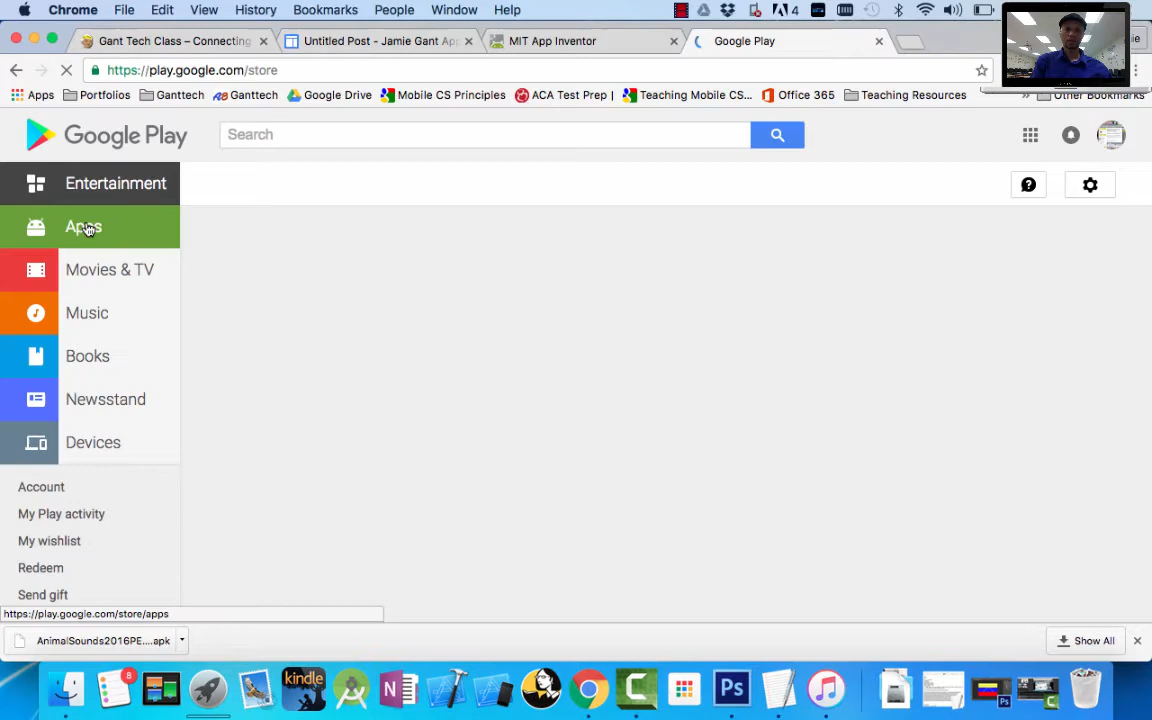 Chrome File Edit View History Bookmarks People Window Help 4
Gant Tech Class – Connecting Untitled Post - Jamie Gant Ap MIT App Inventor Google Play
https://play.google.com/store
Apps Portfolios Ganttech Ganttech Google Drive Mobile CS Principles ACA Test Prep | Teaching Mobile CS... Office 365 Teaching Resources » Other Bookmarks
Google Play Search
Entertainment
Apps
Movies & TV
Music
Books
Newsstand
Devices
Account
My Play activity
My wishlist
Redeem
Send gift
https://play.google.com/store/apps
AnimalSounds2016PE....apk Show All
8 kindle N C Ps